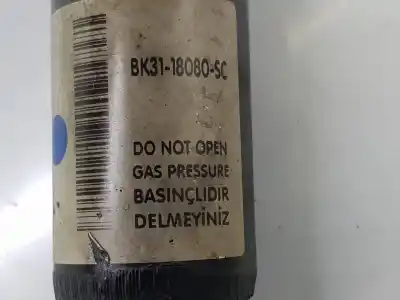 BK31-18080-SC
DO NOT OPEN
GAS PRESSURE
BASINÇLIDIR
DELMEYİNİZ